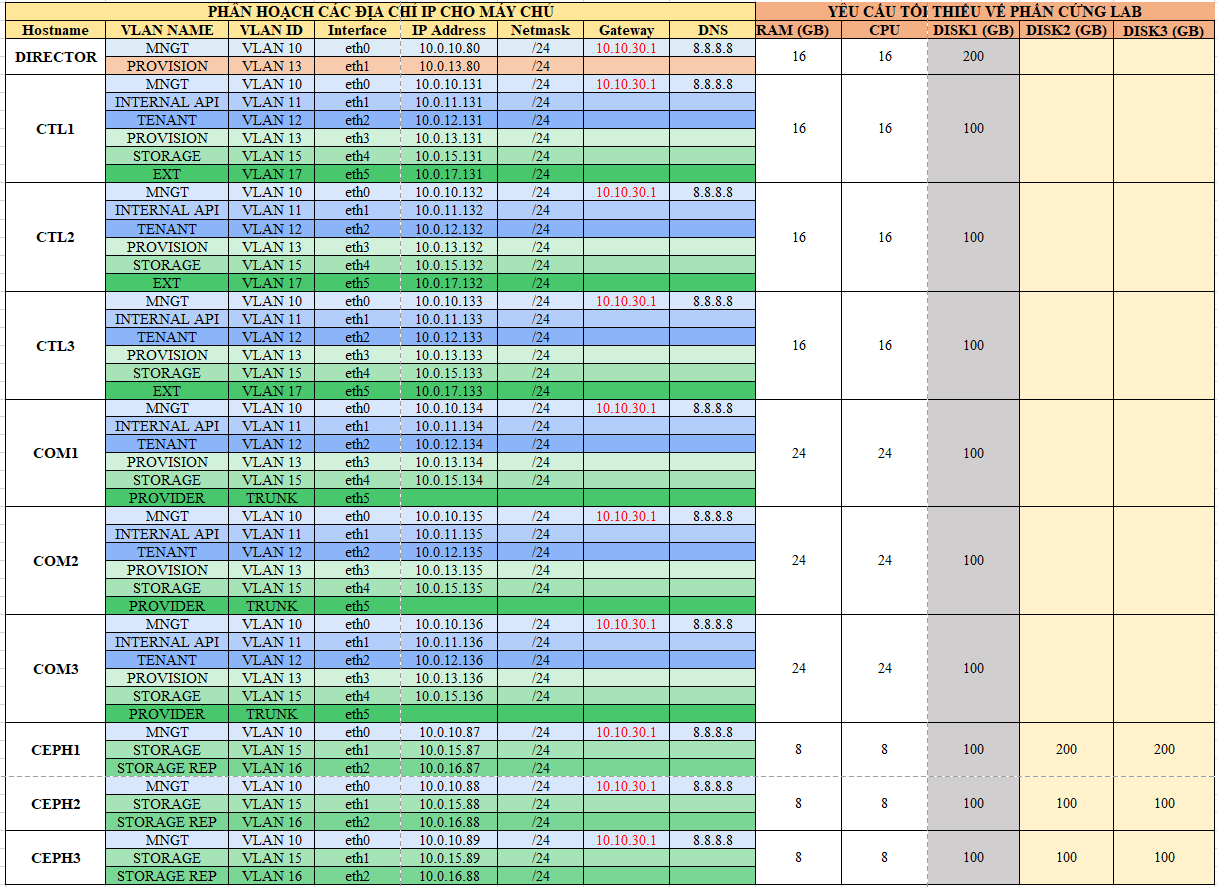 PHÂN HOẠCH CÁC ĐỊA CHỈ IP CHO MÁY CHỦ YÊU CẦU TỐI THIỂU VỀ PHẦN CỨNG LAB
Hostname VLAN NAME VLAN ID Interface IP Address Netmask Gateway DNS RAM (GB) CPU DISK1 (GB) DISK2 (GB) DISK3 (GB)
DIRECTOR MNGT VLAN 10 eth0 10.0.10.80 /24 10.10.30.1 8.8.8.8 16 16 200
PROVISION VLAN 13 eth1 10.0.13.80 /24
CTL1 MNGT VLAN 10 eth0 10.0.10.131 /24 10.10.30.1 8.8.8.8 16 16 100
INTERNAL API VLAN 11 eth1 10.0.11.131 /24
TENANT VLAN 12 eth2 10.0.12.131 /24
PROVISION VLAN 13 eth3 10.0.13.131 /24
STORAGE VLAN 15 eth4 10.0.15.131 /24
EXT VLAN 17 eth5 10.0.17.131 /24
CTL2 MNGT VLAN 10 eth0 10.0.10.132 /24 10.10.30.1 8.8.8.8 16 16 100
INTERNAL API VLAN 11 eth1 10.0.11.132 /24
TENANT VLAN 12 eth2 10.0.12.132 /24
PROVISION VLAN 13 eth3 10.0.13.132 /24
STORAGE VLAN 15 eth4 10.0.15.132 /24
EXT VLAN 17 eth5 10.0.17.132 /24
CTL3 MNGT VLAN 10 eth0 10.0.10.133 /24 10.10.30.1 8.8.8.8 16 16 100
INTERNAL API VLAN 11 eth1 10.0.11.133 /24
TENANT VLAN 12 eth2 10.0.12.133 /24
PROVISION VLAN 13 eth3 10.0.13.133 /24
STORAGE VLAN 15 eth4 10.0.15.133 /24
EXT VLAN 17 eth5 10.0.17.133 /24
COM1 MNGT VLAN 10 eth0 10.0.10.134 /24 10.10.30.1 8.8.8.8 24 24 100
INTERNAL API VLAN 11 eth1 10.0.11.134 /24
TENANT VLAN 12 eth2 10.0.12.134 /24
PROVISION VLAN 13 eth3 10.0.13.134 /24
STORAGE VLAN 15 eth4 10.0.15.134 /24
PROVIDER TRUNK eth5
COM2 MNGT VLAN 10 eth0 10.0.10.135 /24 10.10.30.1 8.8.8.8 24 24 100
INTERNAL API VLAN 11 eth1 10.0.11.135 /24
TENANT VLAN 12 eth2 10.0.12.135 /24
PROVISION VLAN 13 eth3 10.0.13.135 /24
STORAGE VLAN 15 eth4 10.0.15.135 /24
PROVIDER TRUNK eth5
COM3 MNGT VLAN 10 eth0 10.0.10.136 /24 10.10.30.1 8.8.8.8 24 24 100
INTERNAL API VLAN 11 eth1 10.0.11.136 /24
TENANT VLAN 12 eth2 10.0.12.136 /24
PROVISION VLAN 13 eth3 10.0.13.136 /24
STORAGE VLAN 15 eth4 10.0.15.136 /24
PROVIDER TRUNK eth5
CEPH1 MNGT VLAN 10 eth0 10.0.10.87 /24 10.10.30.1 8.8.8.8 8 8 100 200 200
STORAGE VLAN 15 eth1 10.0.15.87 /24
STORAGE REP VLAN 16 eth2 10.0.16.87 /24
CEPH2 MNGT VLAN 10 eth0 10.0.10.88 /24 10.10.30.1 8.8.8.8 8 8 100 100 100
STORAGE VLAN 15 eth1 10.0.15.88 /24
STORAGE REP VLAN 16 eth2 10.0.16.88 /24
CEPH3 MNGT VLAN 10 eth0 10.0.10.89 /24 10.10.30.1 8.8.8.8 8 8 100 100 100
STORAGE VLAN 15 eth1 10.0.15.89 /24
STORAGE REP VLAN 16 eth2 10.0.16.88 /24